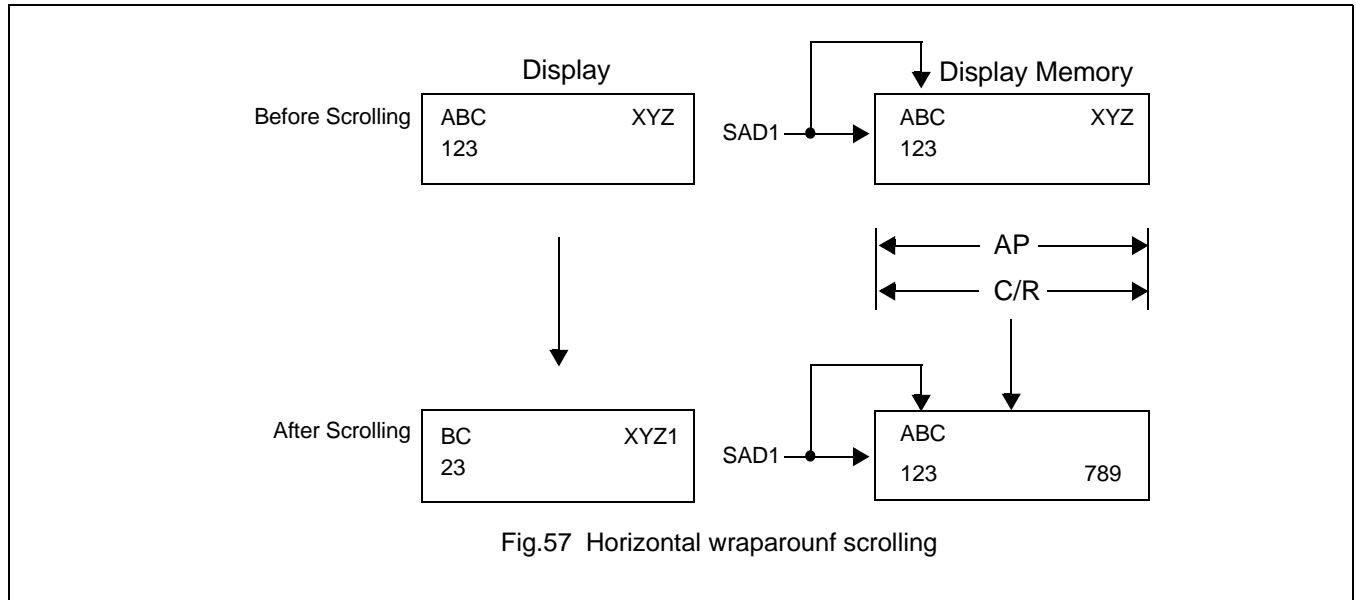 Display
Display Memory
Before Scrolling
ABC XYZ
123
SAD1
ABC XYZ
123
AP
C/R
After Scrolling
BC XYZ1
23
SAD1
ABC
123 789
Fig.57 Horizontal wraparounf scrolling